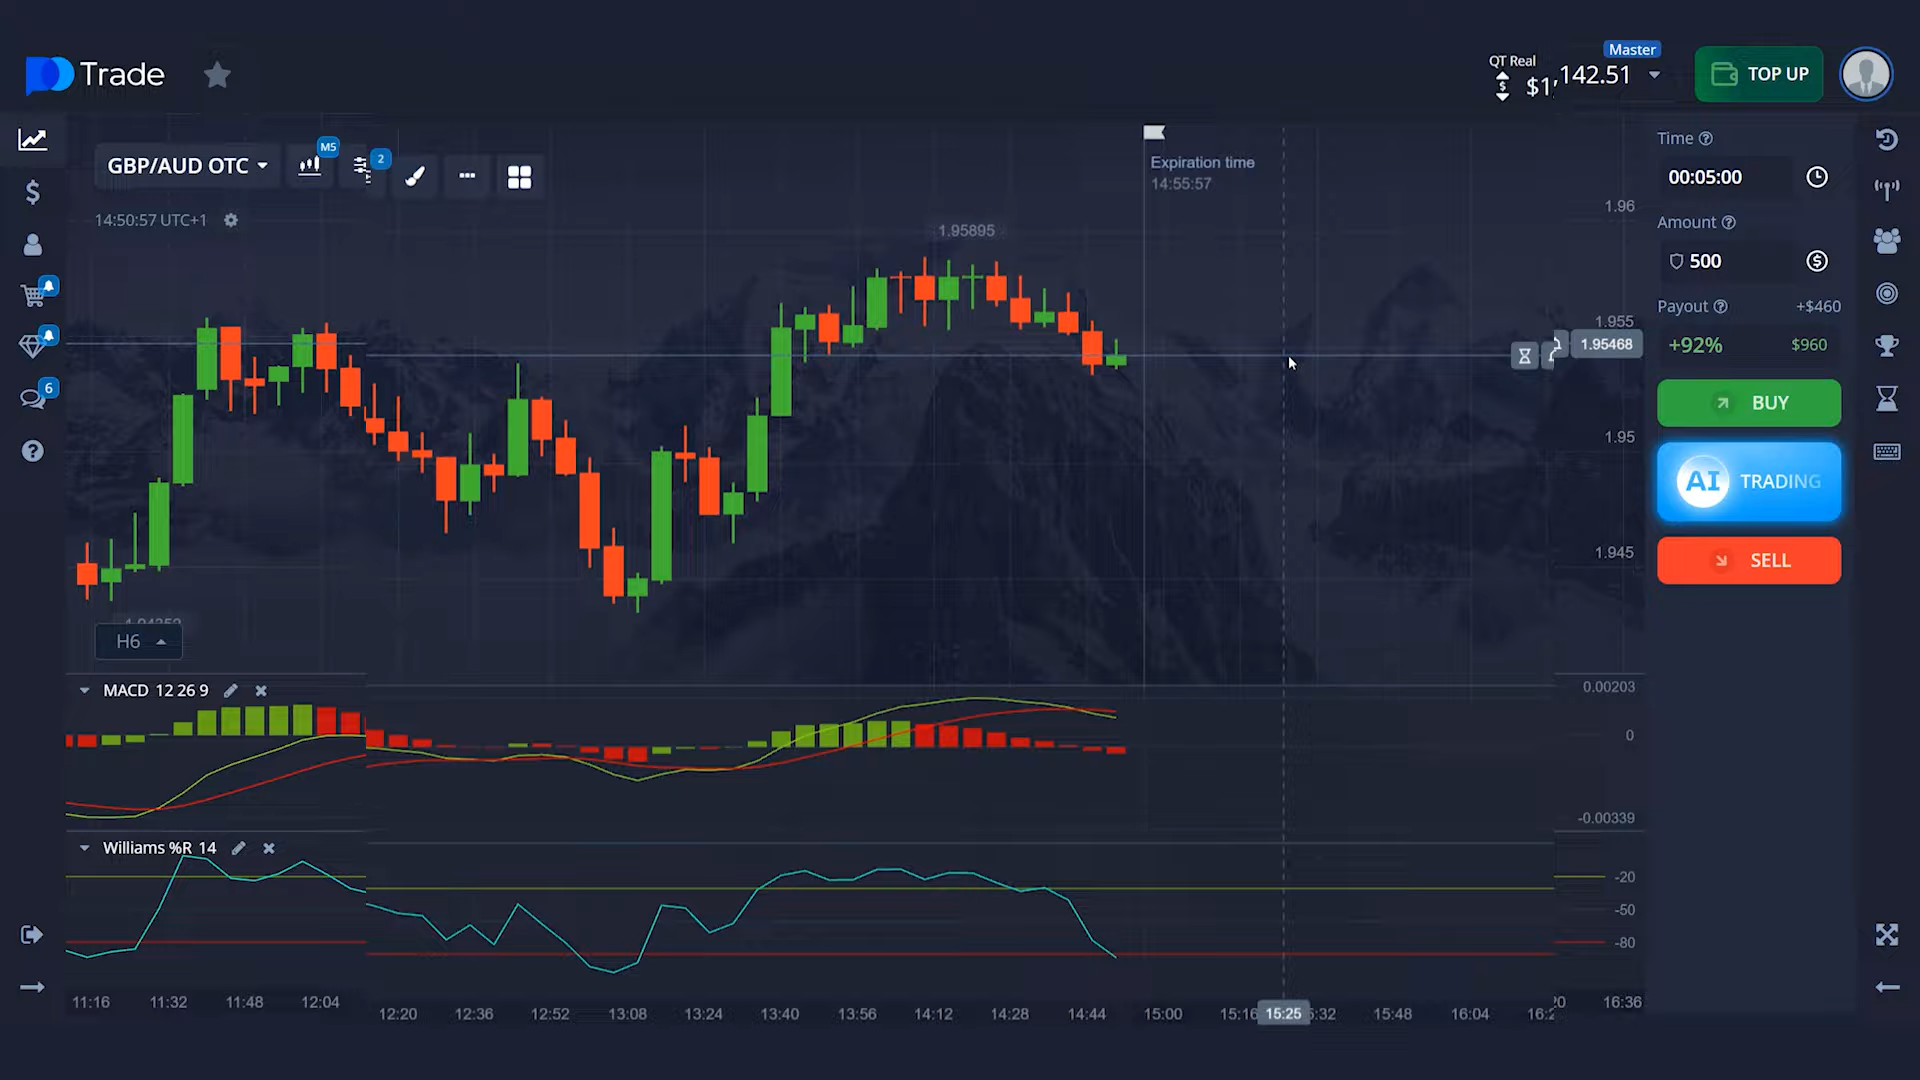 Trade
QT Real
Master
$1,142.51
TOP UP
GBP/AUD OTC
M5
2
14:50:57 UTC+1
Expiration time
14:55:57
1.95895
1.96
1.955
1.95468
1.95
1.945
6
H6
Time
00:05:00
Amount
500
Payout
+$460
+92%
$960
BUY
AI TRADING
SELL
MACD 12 26 9
0.00203
0
-0.00339
Williams %R 14
-20
-50
-80
11:16
11:32
11:48
12:04
12:20
12:36
12:52
13:08
13:24
13:40
13:56
14:12
14:28
14:44
15:00
15:16
15:25
15:48
16:04
16:36